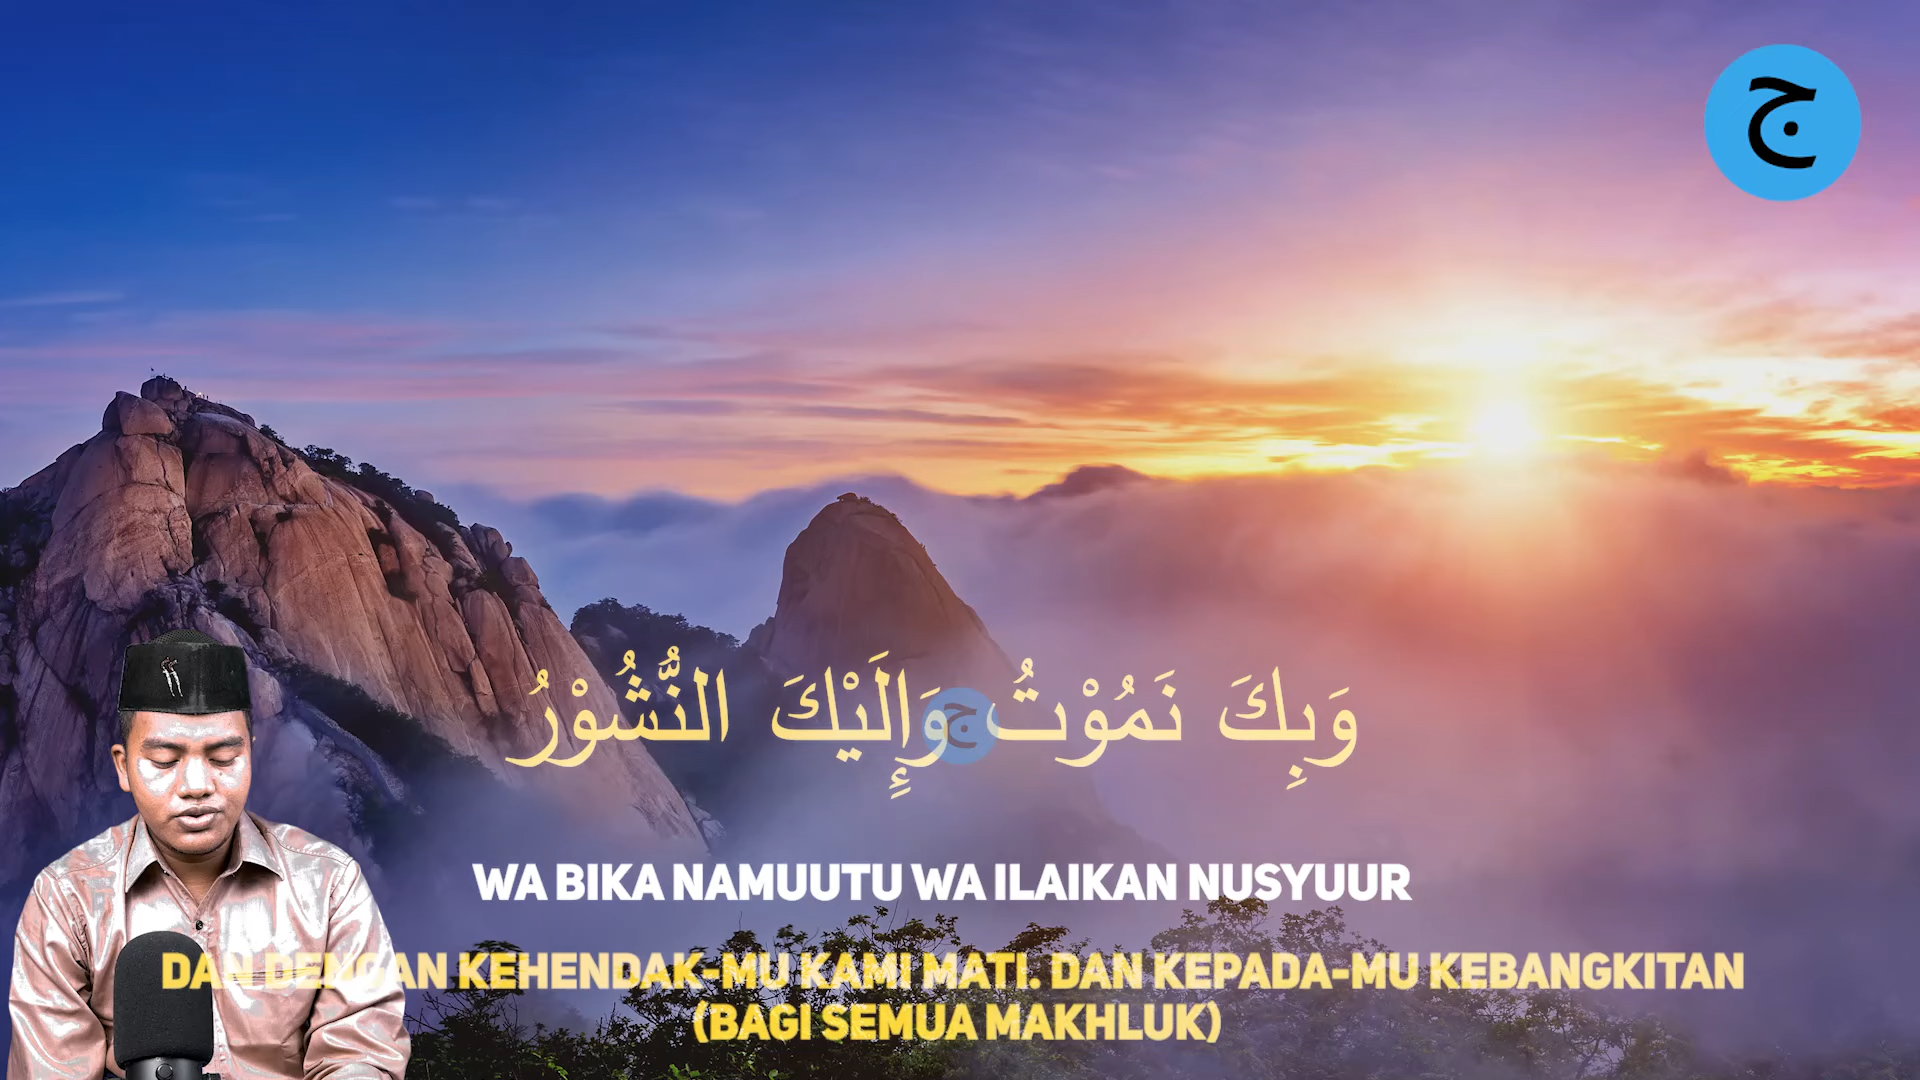 ج
وَبِكَ نَمُوْتُ وَإِلَيْكَ النُّشُوْرُ
ج
WA BIKA NAMUUTU WA ILAIKAN NUSYUUR
DAN DENGAN KEHENDAK-MU KAMI MATI. DAN KEPADA-MU KEBANGKITAN
(BAGI SEMUA MAKHLUK)